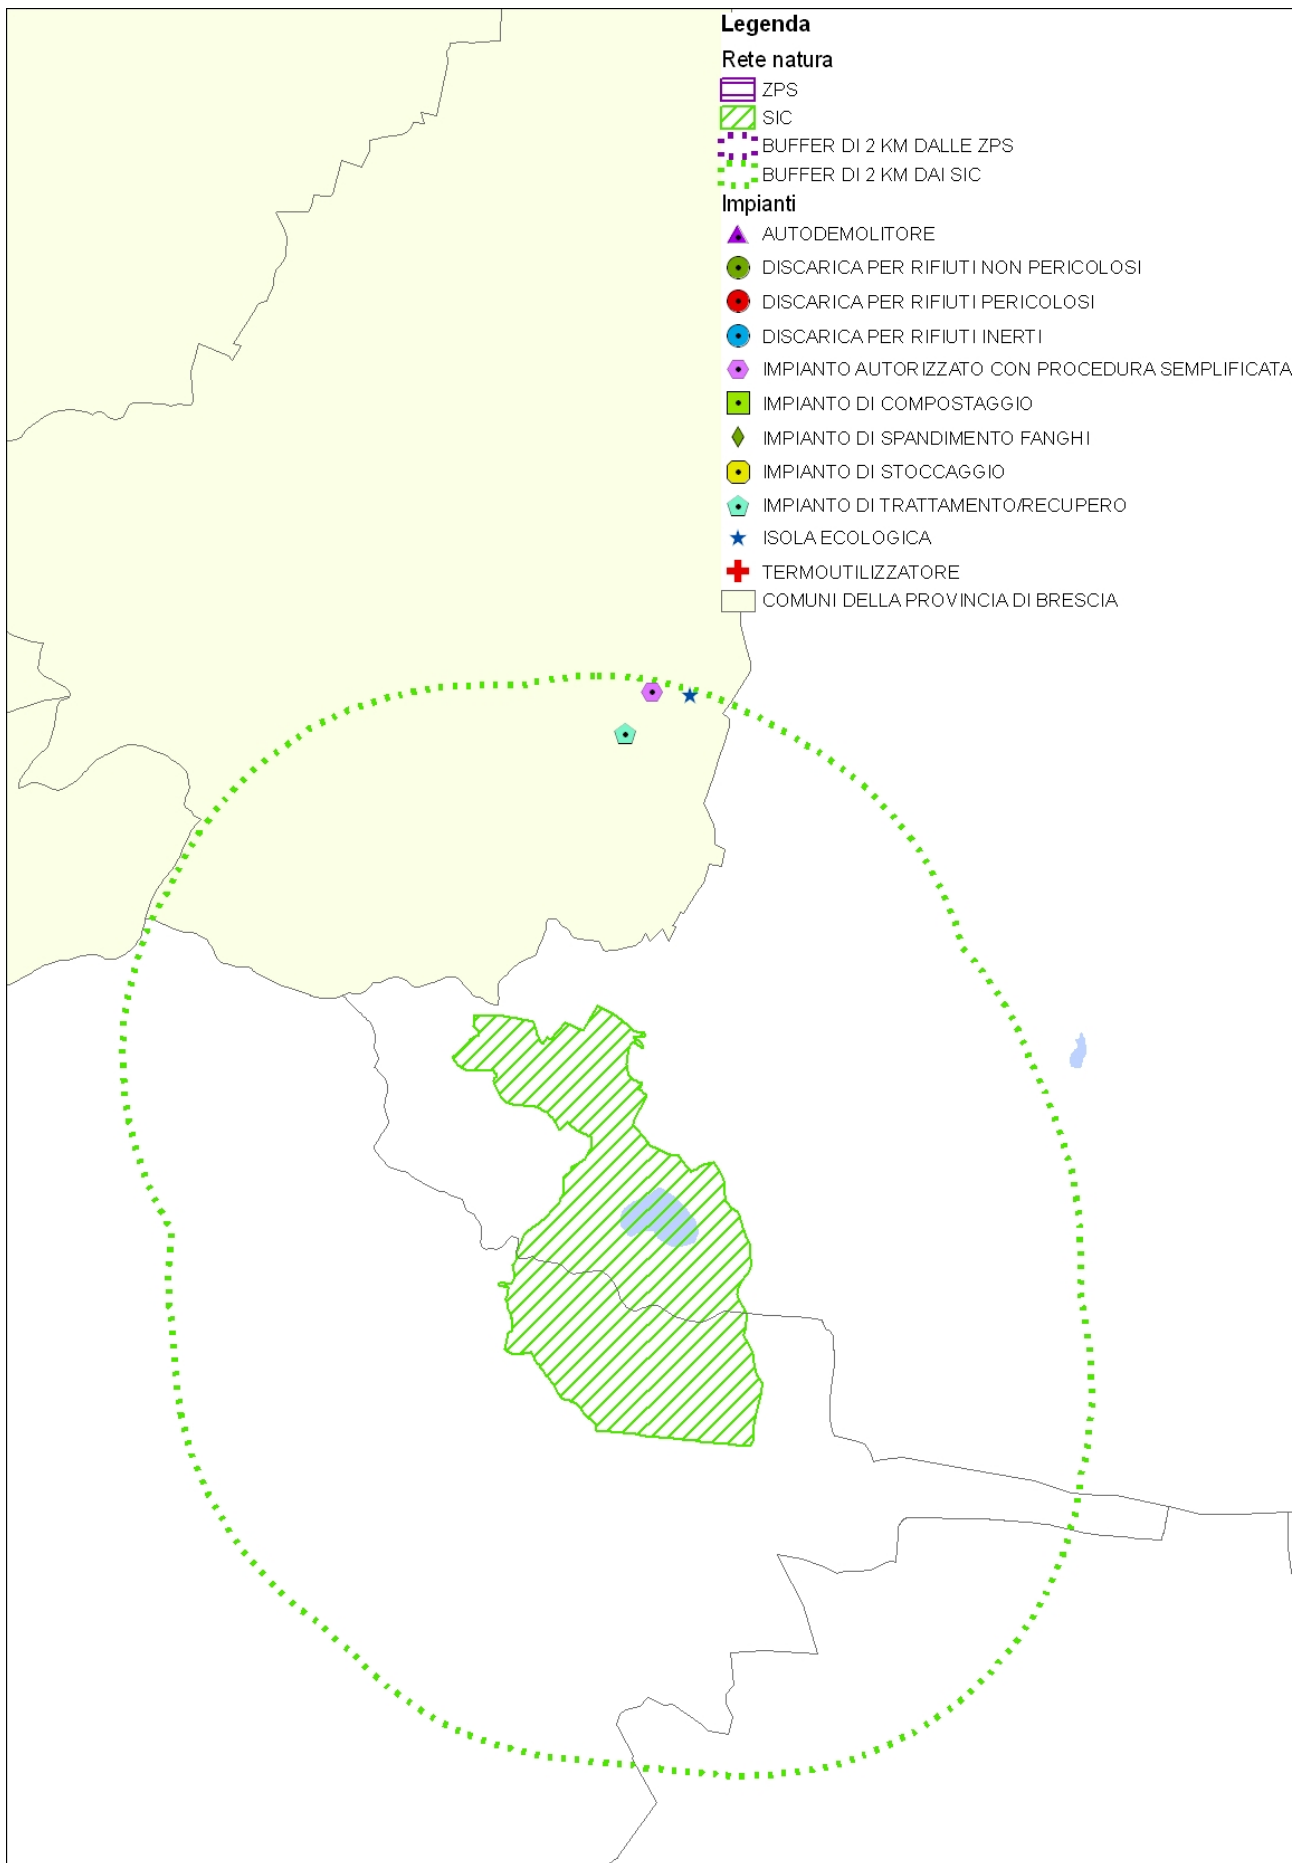 Legenda
Rete natura
ZPS
SIC
BUFFER DI 2 KM DALLE ZPS
BUFFER DI 2 KM DAI SIC
Impianti
AUTODEMOLITORE
DISCARICA PER RIFIUTI NON PERICOLOSI
DISCARICA PER RIFIUTI PERICOLOSI
DISCARICA PER RIFIUTI INERTI
IMPIANTO AUTORIZZATO CON PROCEDURA SEMPLIFICATA
IMPIANTO DI COMPOSTAGGIO
IMPIANTO DI SPANDIMENTO FANGHI
IMPIANTO DI STOCCAGGIO
IMPIANTO DI TRATTAMENTO/RECUPERO
ISOLA ECOLOGICA
TERMOUTILIZZATORE
COMUNI DELLA PROVINCIA DI BRESCIA